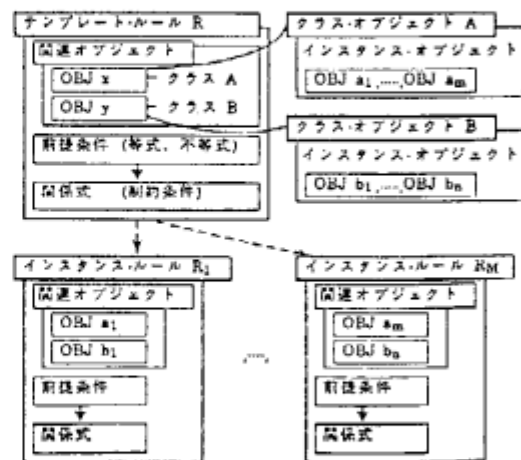 テンプレート・ルール R
関連オブジェクト
OBJ x
クラス A
OBJ y
クラス B
前提条件 (等式、不等式)
関係式 (制約条件)
クラス・オブジェクト A
インスタンス・オブジェクト
OBJ a1,....,OBJ am
クラス・オブジェクト B
インスタンス・オブジェクト
OBJ b1,....,OBJ bn
インスタンス・ルール R1
関連オブジェクト
OBJ a1
OBJ b1
前提条件
関係式
....
インスタンス・ルール RM
関連オブジェクト
OBJ am
OBJ bn
前提条件
関係式